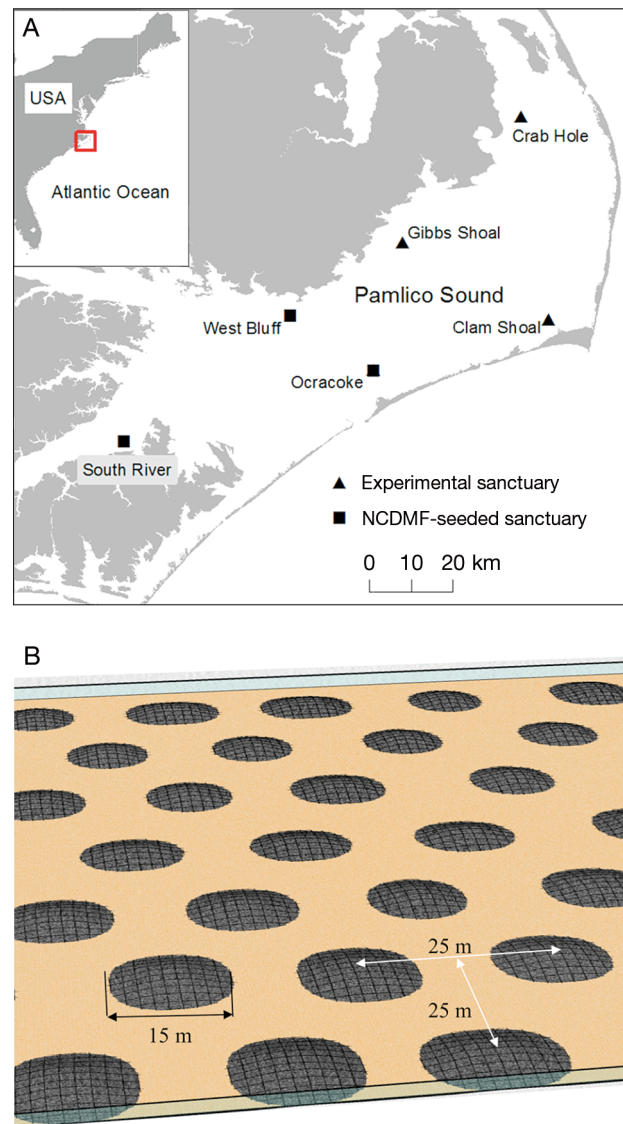 A
USA
Atlantic Ocean
Crab Hole
Gibbs Shoal
Pamlico Sound
West Bluff
Clam Shoal
Ocracoke
South River
Experimental sanctuary
NCDMF-seeded sanctuary
0 10 20 km
B
25 m
25 m
15 m